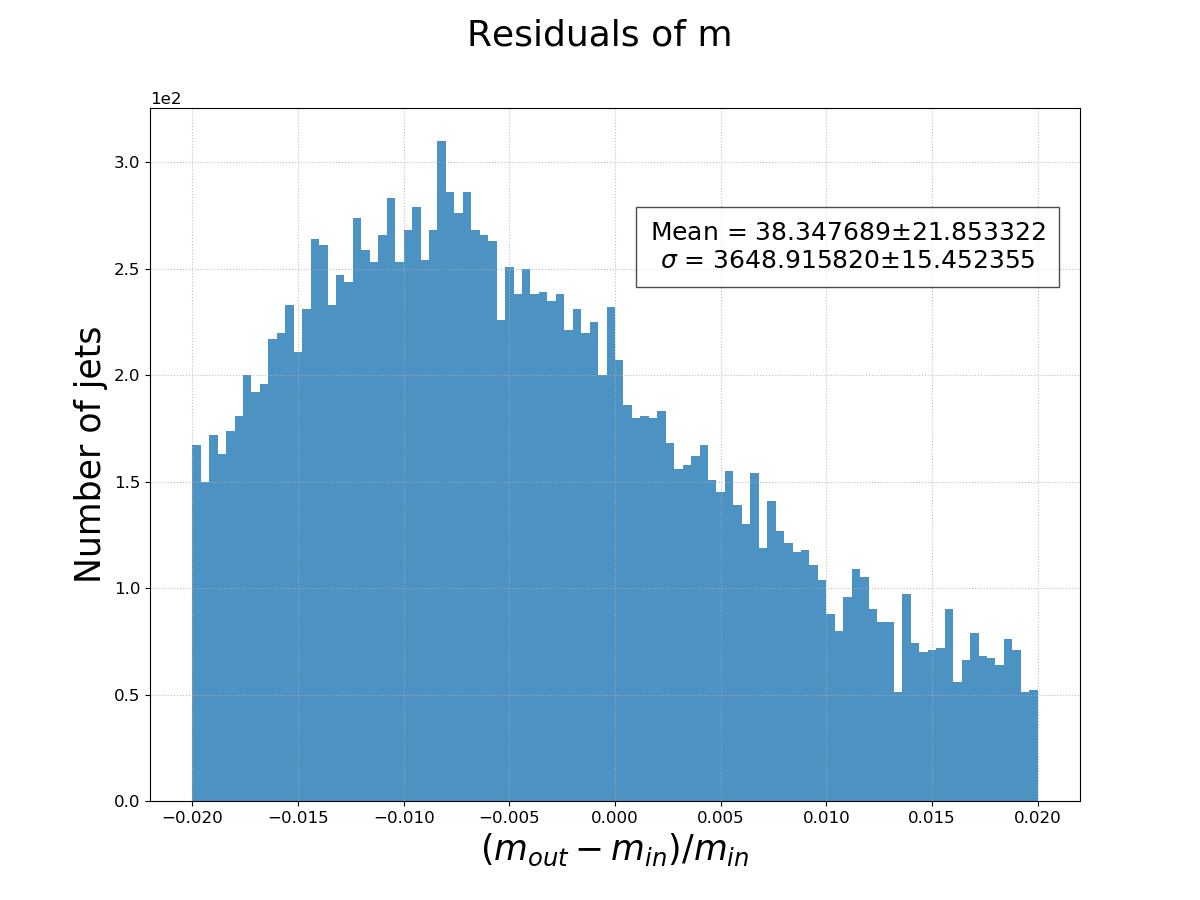 Residuals of m
1e2
3.0
2.5
2.0
1.5
1.0
0.5
0.0
Number of jets
Mean = 38.347689±21.853322
σ = 3648.915820±15.452355
−0.020 −0.015 −0.010 −0.005 0.000 0.005 0.010 0.015 0.020
(m_out − m_in)/m_in